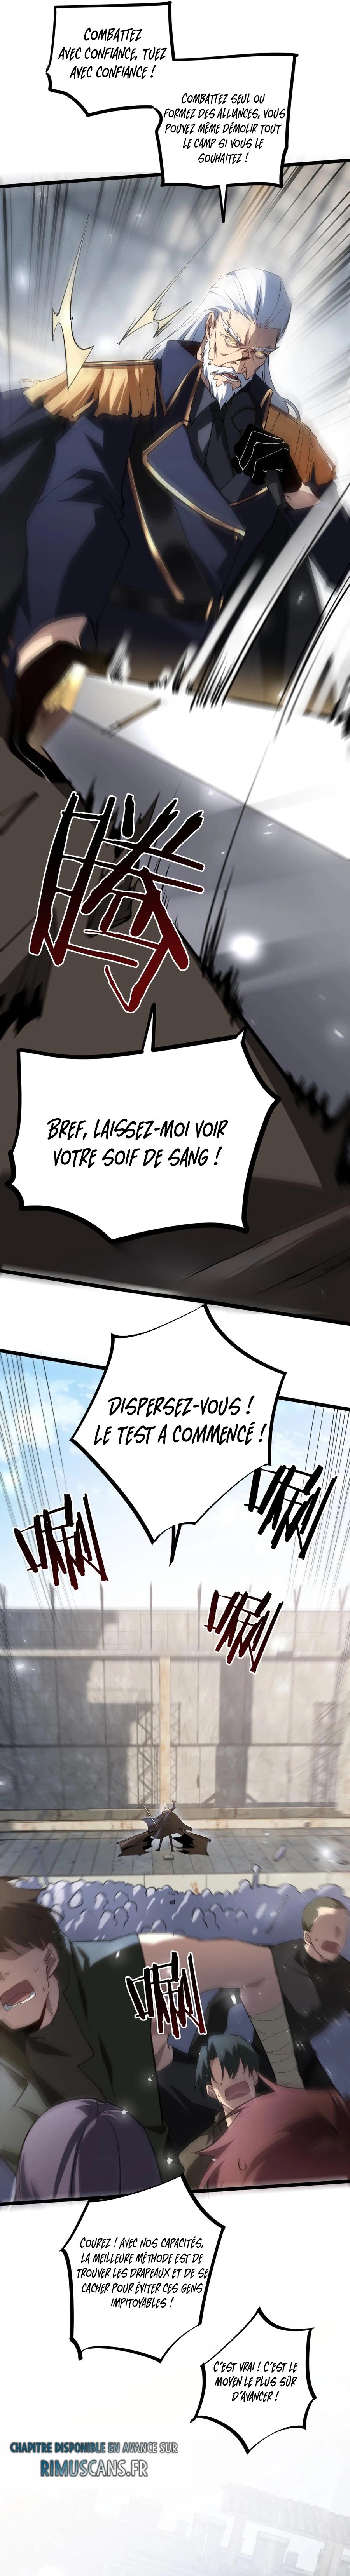 COMBATTEZ
AVEC CONFIANCE, TUEZ
AVEC CONFIANCE !
COMBATTEZ SEUL OU
FORMEZ DES ALLIANCES, VOUS
POUVEZ MÊME DÉMOLIR TOUT
LE CAMP SI VOUS LE
SOUHAITEZ !
腾
BREF, LAISSEZ-MOI VOIR
VOTRE SOIF DE SANG !
DISPERSEZ-VOUS !
LE TEST A COMMENCÉ !
COUREZ ! AVEC NOS CAPACITÉS,
LA MEILLEURE MÉTHODE EST DE
TROUVER LES DRAPEAUX ET DE SE
CACHER POUR ÉVITER CES GENS
IMPITOYABLES !
C'EST VRAI ! C'EST LE
MOYEN LE PLUS SÛR
D'AVANCER !
CHAPITRE DISPONIBLE EN AVANCE SUR
RIMUSCANS.FR